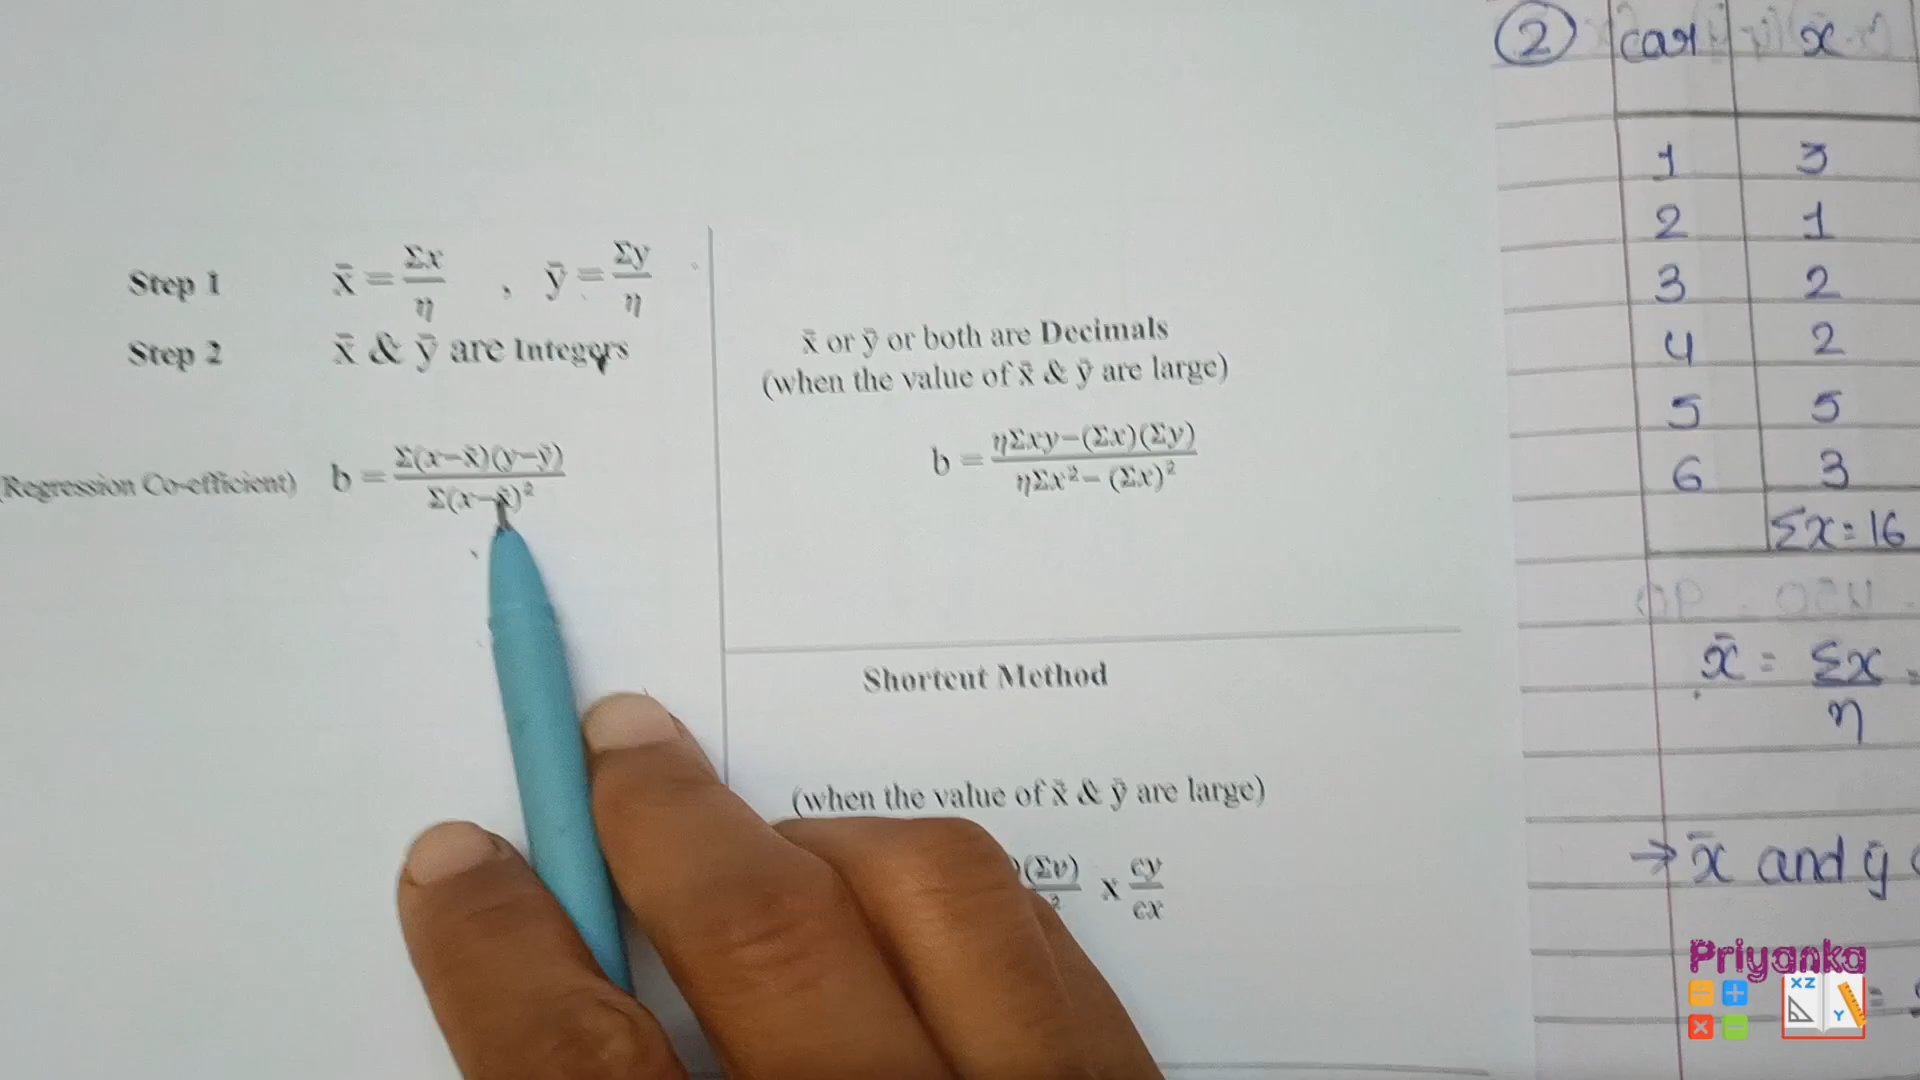 Step 1 x̄ = Σx/η , ȳ = Σy/η
Step 2 x̄ & ȳ are Integers
(Regression Co-efficient) b = Σ(x−x̄)(y−ȳ)/Σ(x−x̄)²
x̄ or ȳ or both are Decimals
(when the value of x̄ & ȳ are large)
b = ηΣxy−(Σx)(Σy)/ηΣx²− (Σx)²
Shortcut Method
(when the value of x̄ & ȳ are large)
)(Σv)/² x cy/cx
2 car x
1 3
2 1
3 2
4 2
5 5
6 3
Σx = 16
x̄ = Σx/η =
→ x̄ and ȳ
Priyanka
XZ
Y